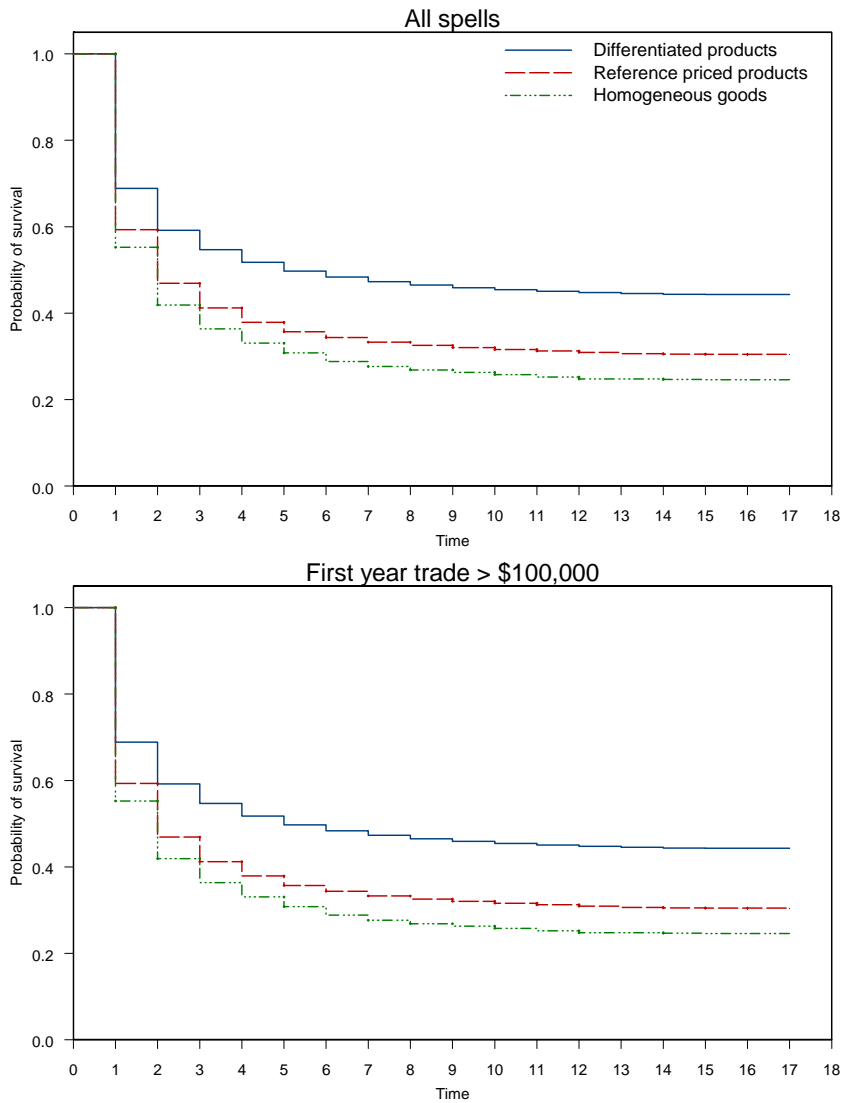 All spells
Differentiated products
Reference priced products
Homogeneous goods
1.0
0.8
0.6
0.4
0.2
0.0
Probability of survival
0 1 2 3 4 5 6 7 8 9 10 11 12 13 14 15 16 17 18
Time
First year trade > $100,000
1.0
0.8
0.6
0.4
0.2
0.0
Probability of survival
0 1 2 3 4 5 6 7 8 9 10 11 12 13 14 15 16 17 18
Time